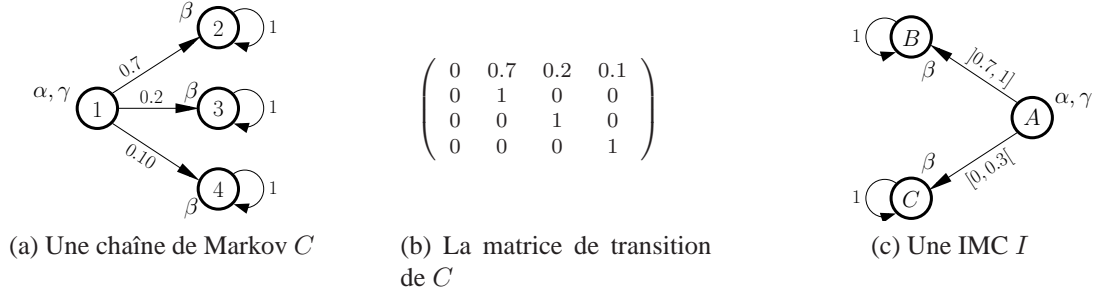 β
2
1
0.7
α, γ
1
0.2
β
3
1
0.10
β
4
1
(a) Une chaîne de Markov C
0 0.7 0.2 0.1
0 1 0 0
0 0 1 0
0 0 0 1
(b) La matrice de transition
de C
1
B
β
]0.7, 1]
α, γ
A
β
[0, 0.3[
1
C
(c) Une IMC I